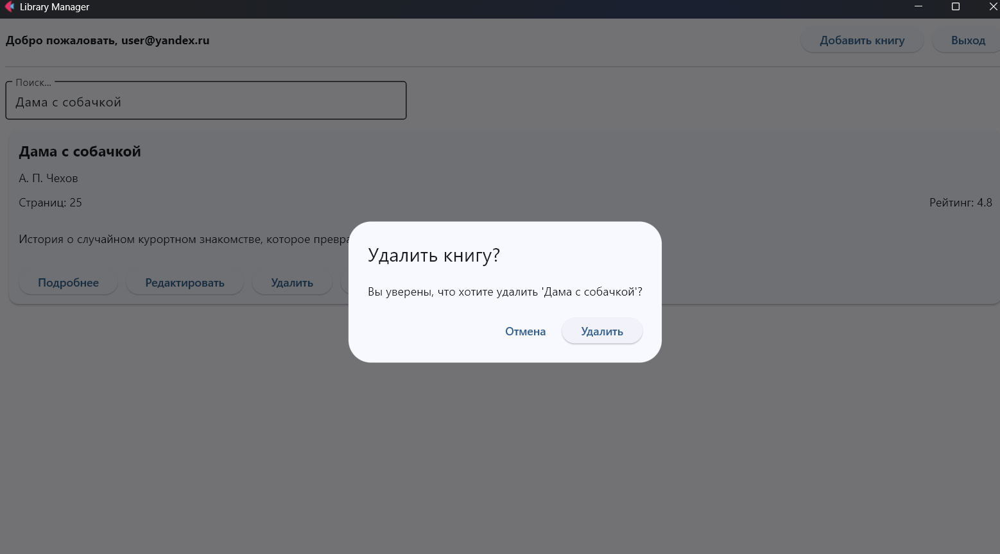 Library Manager
Добро пожаловать, user@yandex.ru
Добавить книгу
Выход
Поиск...
Дама с собачкой
Дама с собачкой
А. П. Чехов
Страниц: 25
Рейтинг: 4.8
История о случайном курортном знакомстве, которое
Подробнее
Редактировать
Удалить
Удалить книгу?
Вы уверены, что хотите удалить 'Дама с собачкой'?
Отмена
Удалить